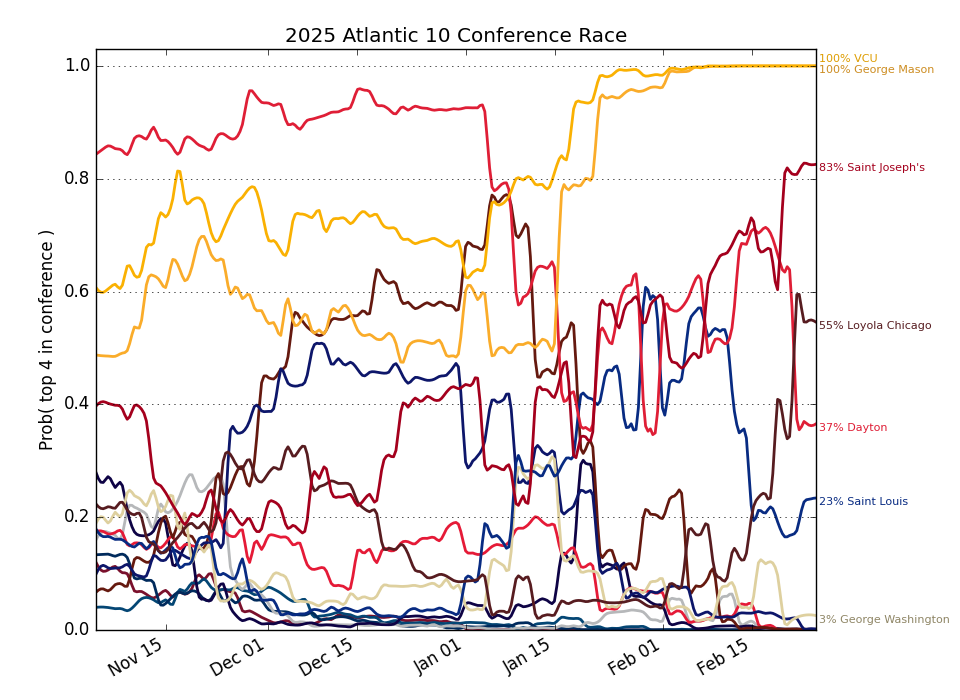 2025 Atlantic 10 Conference Race
Prob( top 4 in conference )
1.0
0.8
0.6
0.4
0.2
0.0
Nov 15
Dec 01
Dec 15
Jan 01
Jan 15
Feb 01
Feb 15
100% VCU
100% George Mason
83% Saint Joseph's
55% Loyola Chicago
37% Dayton
23% Saint Louis
3% George Washington